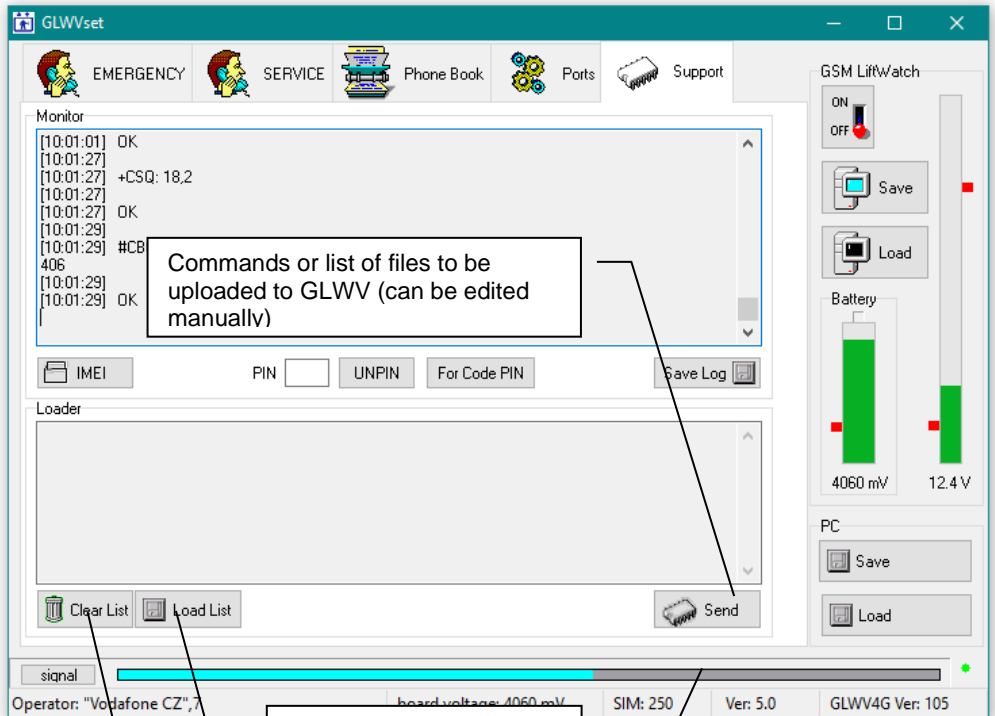 GLWVset
EMERGENCY SERVICE Phone Book Ports Support
GSM LiftWatch
ON
OFF
Save
Load
Battery
4060 mV 12.4 V
PC
Save
Load
Monitor
[10:01:01] OK
[10:01:27]
[10:01:27] +CSQ: 18,2
[10:01:27]
[10:01:27] OK
[10:01:29]
[10:01:29] #CB
406
[10:01:29]
[10:01:29] OK
Commands or list of files to be
uploaded to GLWV (can be edited
manually)
IMEI PIN UNPIN For Code PIN Save Log
Loader
Clear List Load List Send
signal
Operator: "Vodafone CZ",7 board voltage: 4060 mV SIM: 250 Ver: 5.0 GLWV4G Ver: 105